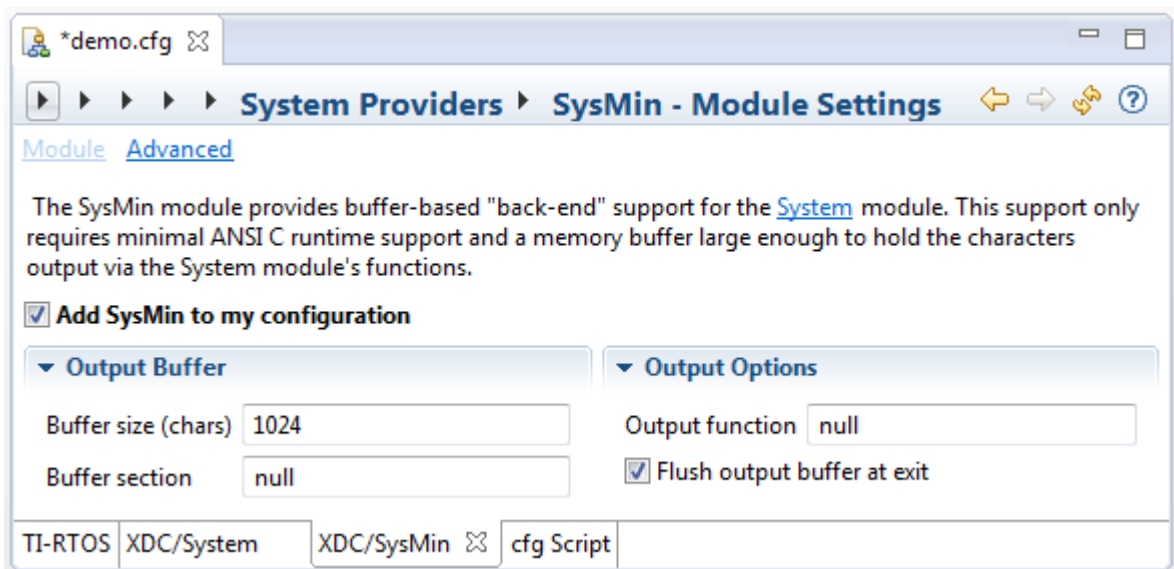 *demo.cfg
System Providers SysMin - Module Settings
Module Advanced
The SysMin module provides buffer-based "back-end" support for the System module. This support only
requires minimal ANSI C runtime support and a memory buffer large enough to hold the characters
output via the System module's functions.
Add SysMin to my configuration
Output Buffer
Output Options
Buffer size (chars) 1024
Output function null
Buffer section null
Flush output buffer at exit
TI-RTOS XDC/System XDC/SysMin cfg Script